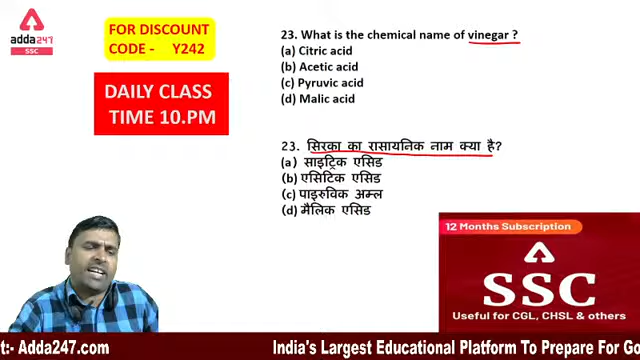 adda247
SSC
FOR DISCOUNT
CODE - Y242
DAILY CLASS
TIME 10.PM
23. What is the chemical name of vinegar ?
(a) Citric acid
(b) Acetic acid
(c) Pyruvic acid
(d) Malic acid
23. सिरका का रासायनिक नाम क्या है?
(a) साइट्रिक एसिड
(b) एसिटिक एसिड
(c) पाइरुविक अम्ल
(d) मैलिक एसिड
12 Months Subscription
SSC
Useful for CGL, CHSL & others
t:- Adda247.com
India's Largest Educational Platform To Prepare For Go